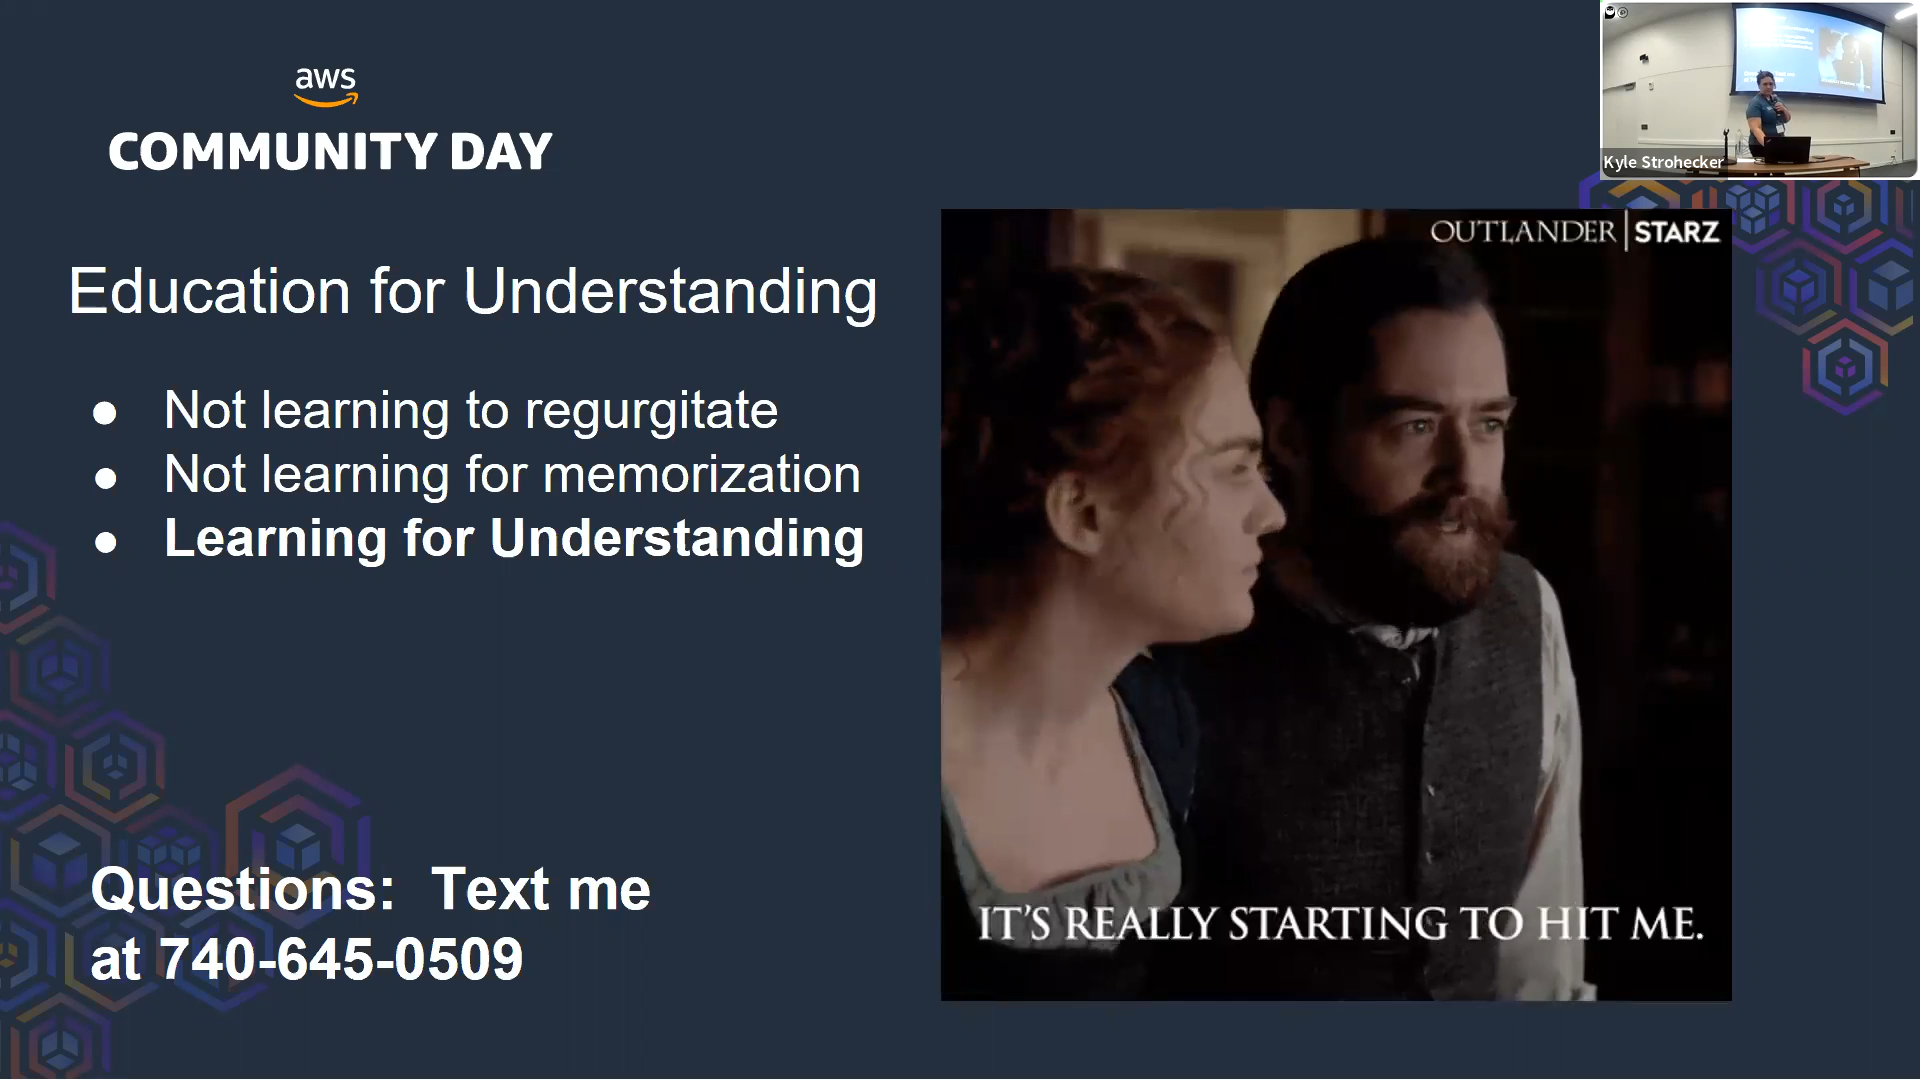 aws
COMMUNITY DAY
Kyle Strohecker
OUTLANDER | STARZ
Education for Understanding
● Not learning to regurgitate
● Not learning for memorization
● Learning for Understanding
Questions: Text me
at 740-645-0509
IT'S REALLY STARTING TO HIT ME.